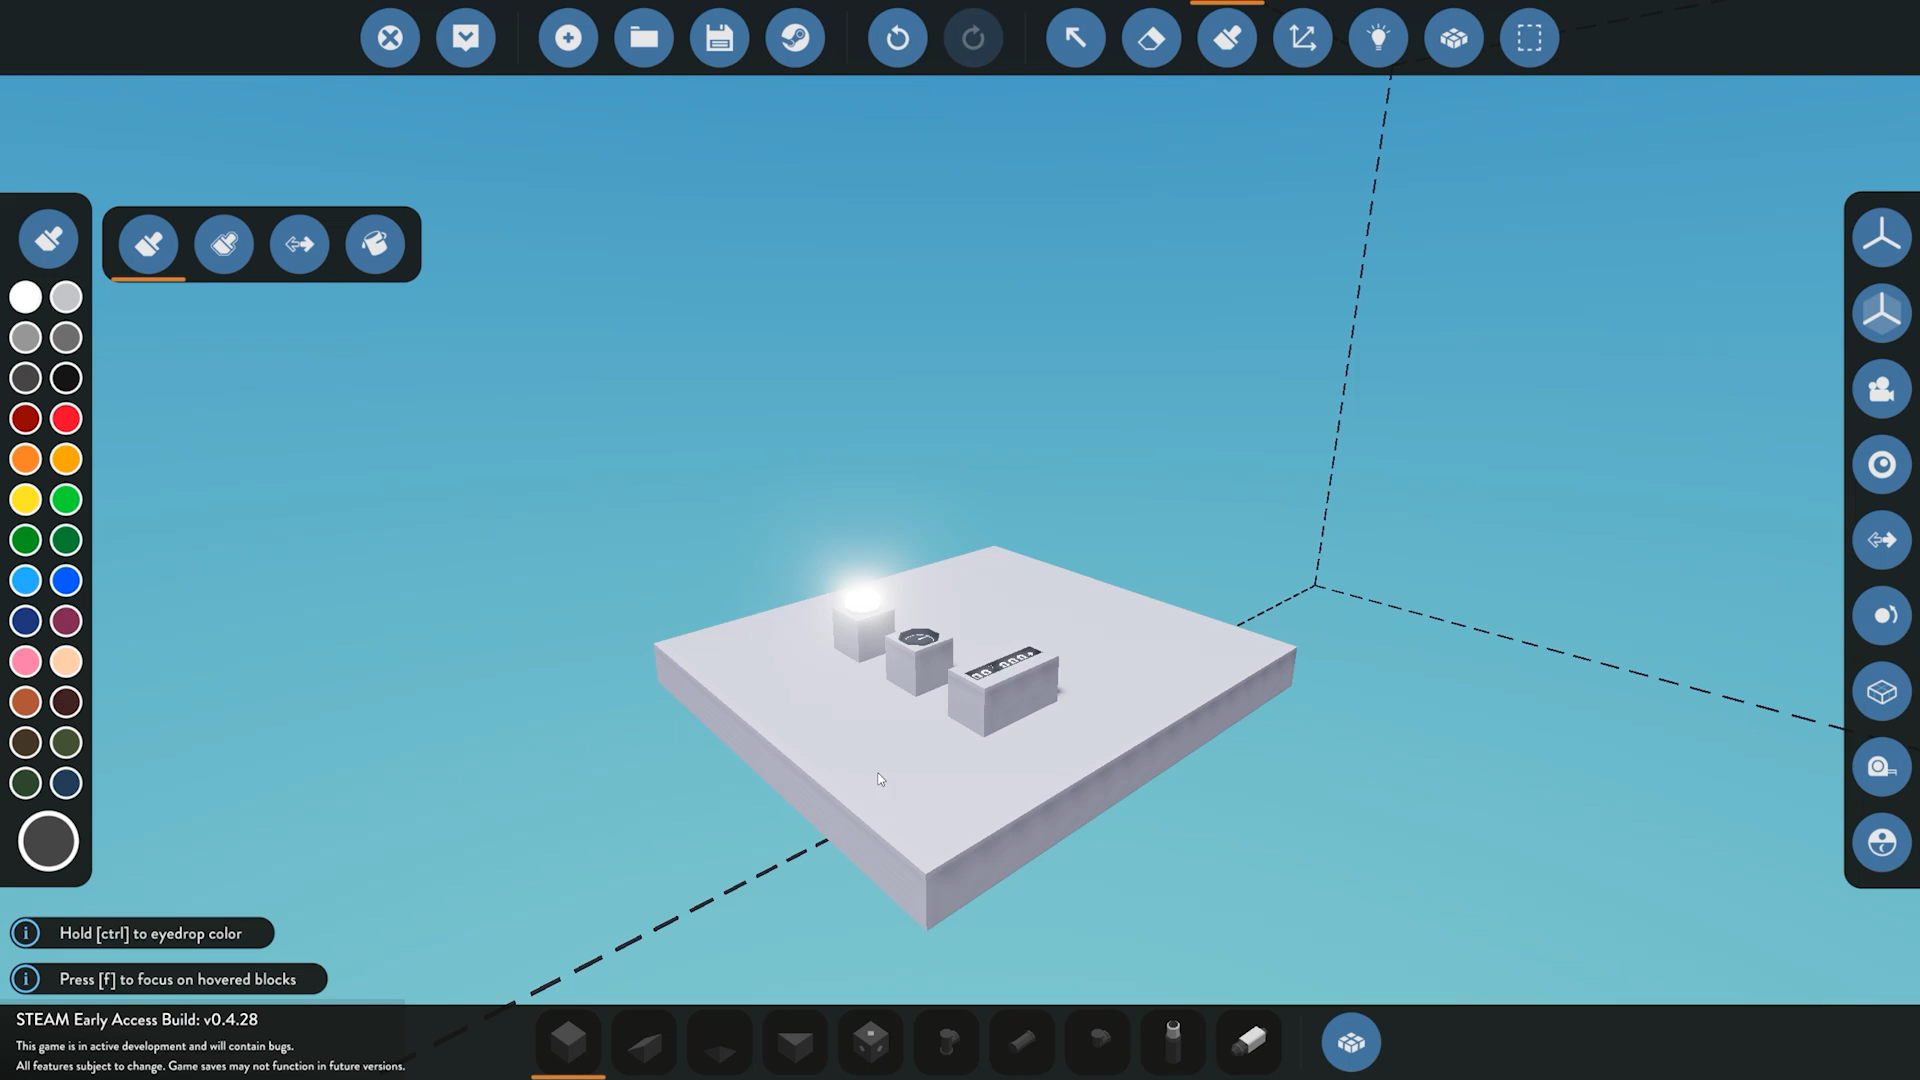 Hold [ctrl] to eyedrop color
Press [f] to focus on hovered blocks
STEAM Early Access Build: v0.4.28
This game is in active development and will contain bugs.
All features subject to change. Game saves may not function in future versions.